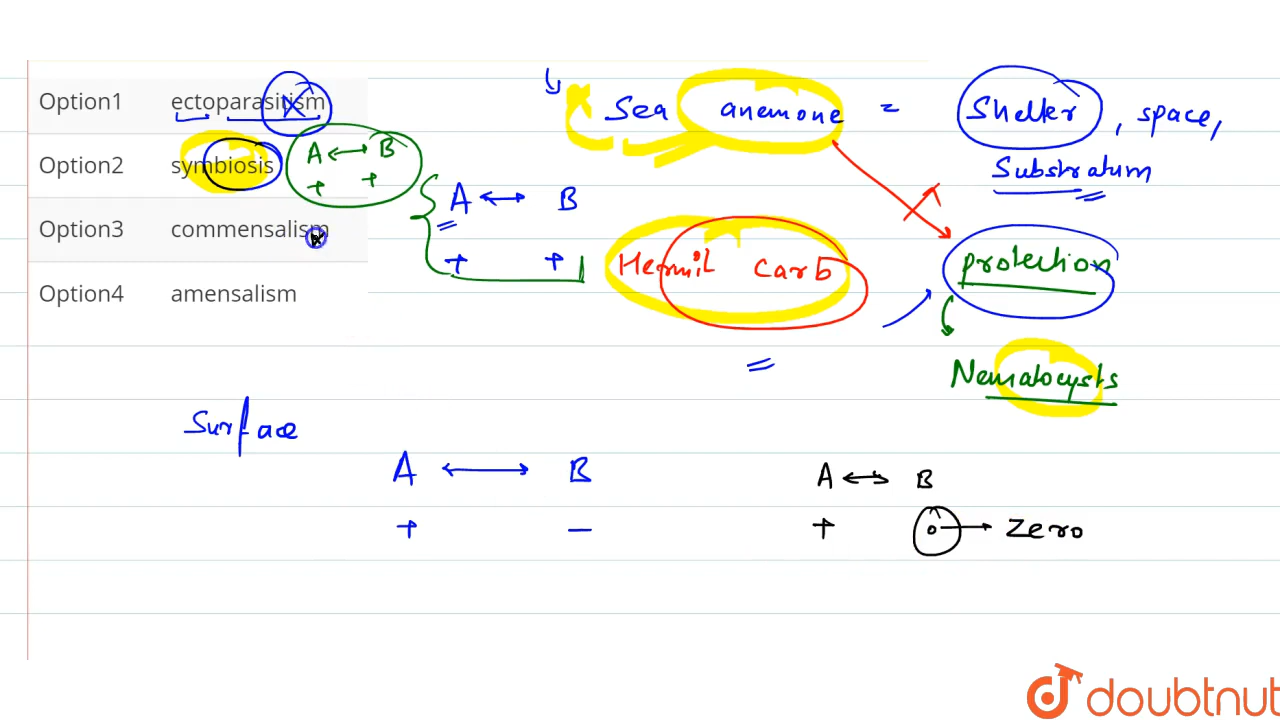 Option1 ectoparasitism
Option2 symbiosis
Option3 commensalism
Option4 amensalism
A ↔ B
+ +
A ↔ B
+ +
Sea anemone = Shelter, space,
Substratum
Hermit Carb
protection
=
Nematocysts
Surface
A ↔ B
+ −
A ↔ B
+ 0 → Zero
doubtnut